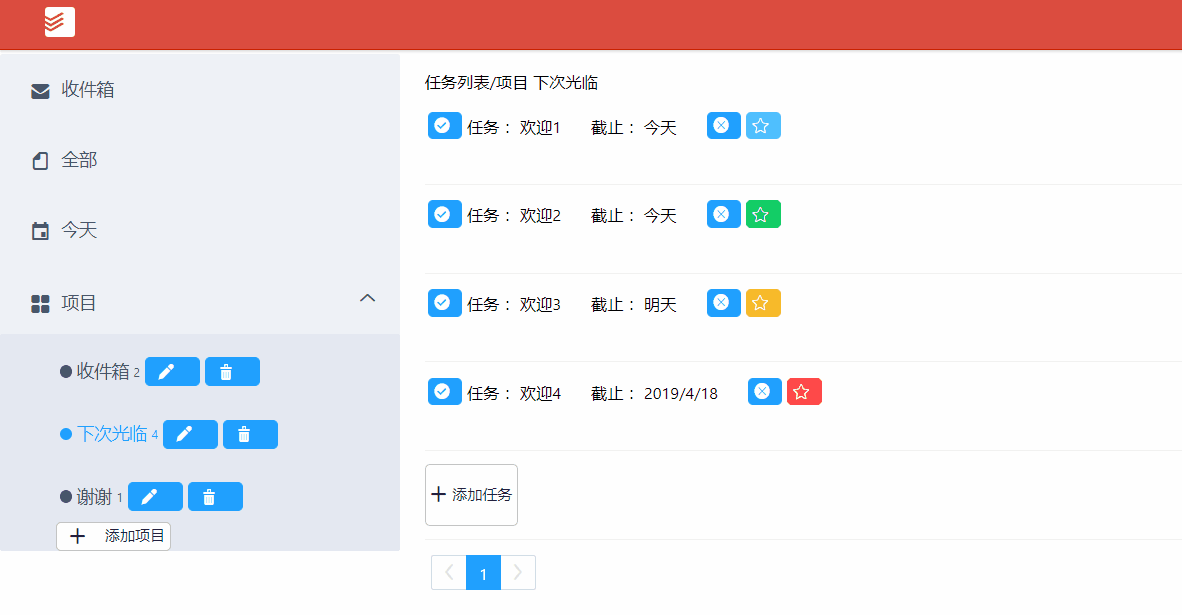 收件箱
全部
今天
项目
收件箱 2
下次光临 4
谢谢 1
添加项目
任务列表/项目 下次光临
任务： 欢迎1 截止： 今天
任务： 欢迎2 截止： 今天
任务： 欢迎3 截止： 明天
任务： 欢迎4 截止： 2019/4/18
添加任务
1